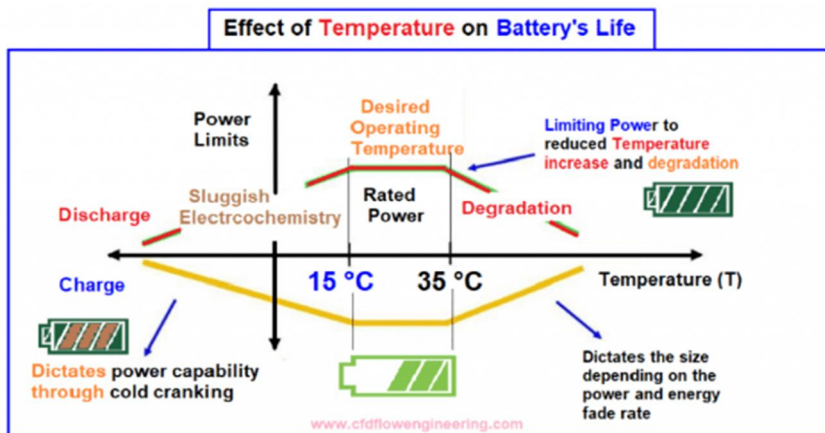 Effect of Temperature on Battery's Life
Power
Limits
Desired
Operating
Temperature
Limiting Power to
reduced Temperature
increase and degradation
Sluggish
Electrcochemistry
Rated
Power
Discharge
Degradation
Charge
15 °C
35 °C
Temperature (T)
Dictates power capability
through cold cranking
Dictates the size
depending on the
power and energy
fade rate
www.cfdflowengineering.com